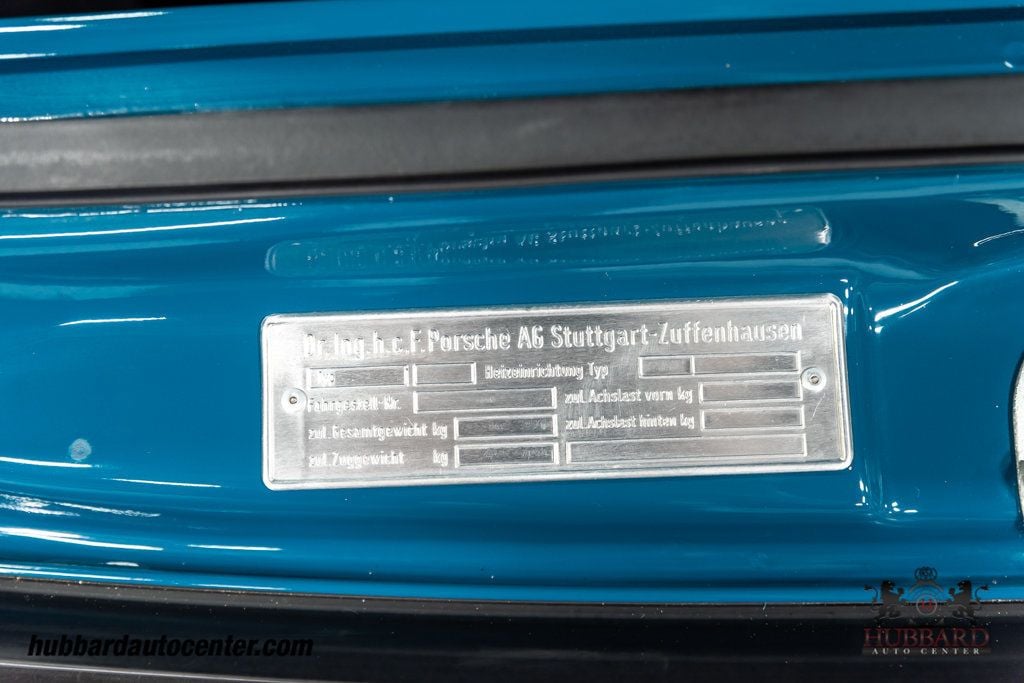 Dr.Ing.h.c.F.Porsche AG Stuttgart-Zuffenhausen
Typ Heizeinrichtung Typ
Fahrgestell-Nr. zul.Achslast vorn kg
zul.Gesamtgewicht kg zul.Achslast hinten kg
zul.Zuggewicht kg
hubbardautocenter.com
HUBBARD
AUTO CENTER